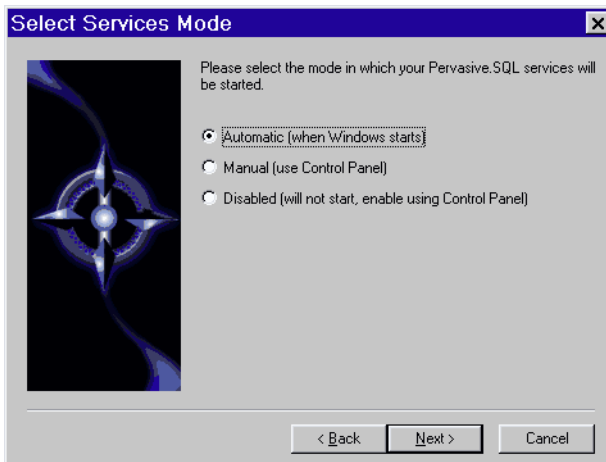 Select Services Mode
Please select the mode in which your Pervasive.SQL services will
be started.
Automatic (when Windows starts)
Manual (use Control Panel)
Disabled (will not start, enable using Control Panel)
< Back
Next >
Cancel